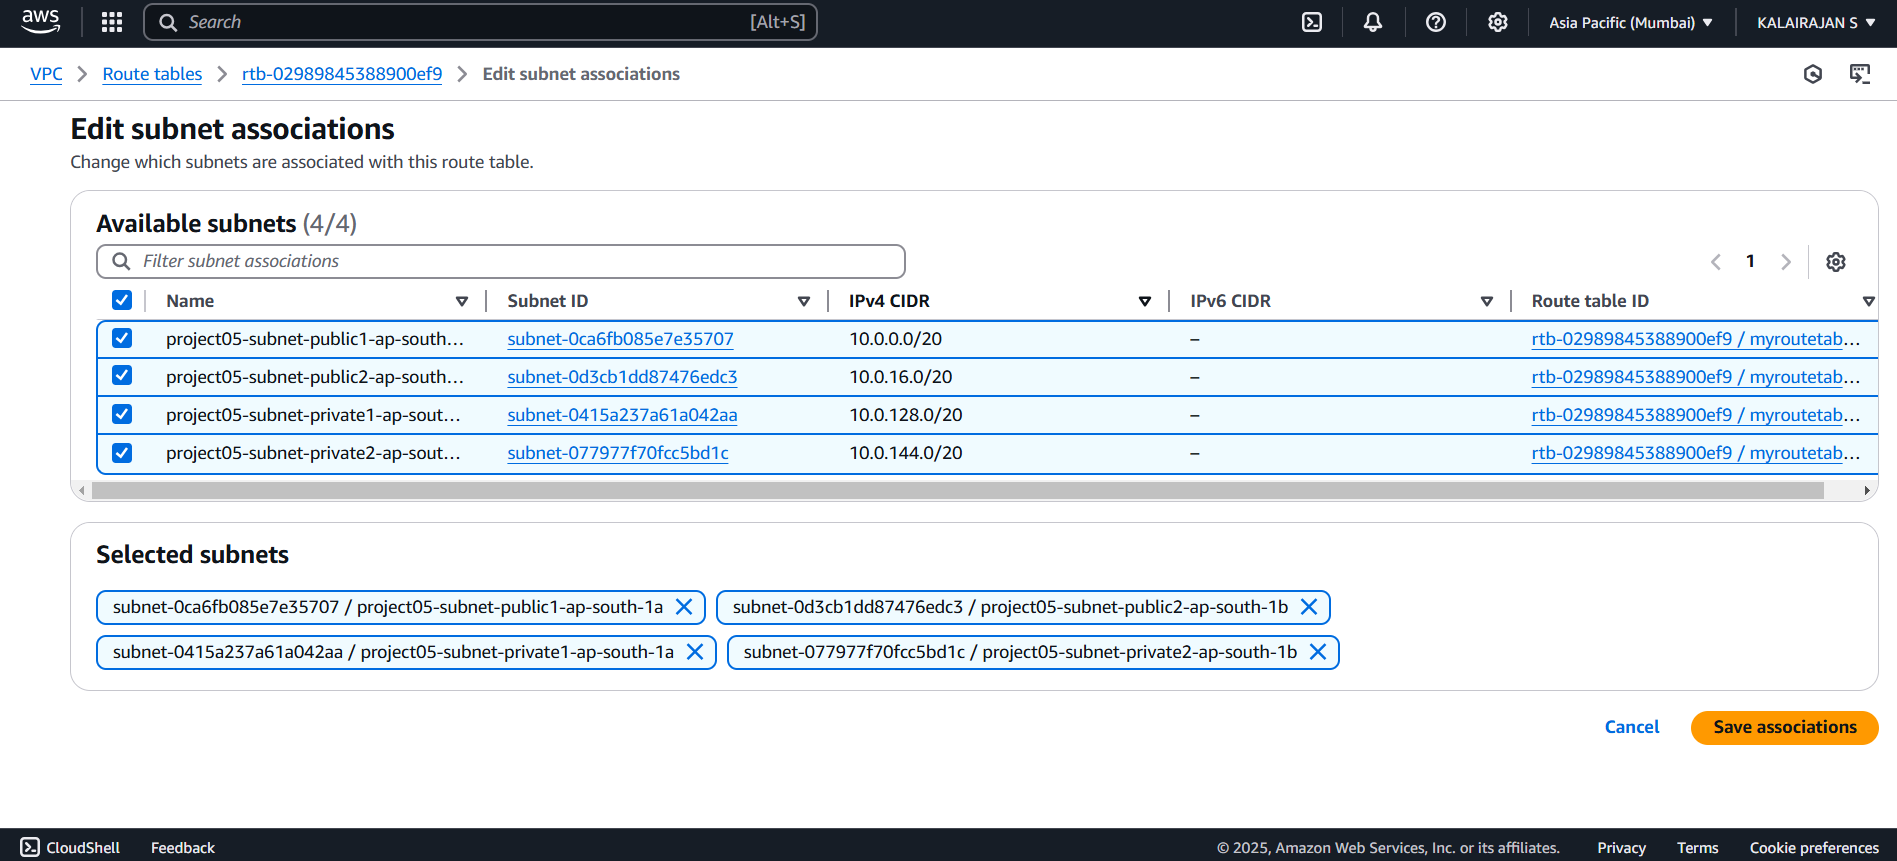 aws Search [Alt+S] Asia Pacific (Mumbai) KALAIRAJAN S
VPC Route tables rtb-02989845388900ef9 Edit subnet associations
Edit subnet associations
Change which subnets are associated with this route table.
Available subnets (4/4)
Filter subnet associations 1
Name Subnet ID IPv4 CIDR IPv6 CIDR Route table ID
project05-subnet-public1-ap-south… subnet-0ca6fb085e7e35707 10.0.0.0/20 – rtb-02989845388900ef9 / myroutetab…
project05-subnet-public2-ap-south… subnet-0d3cb1dd87476edc3 10.0.16.0/20 – rtb-02989845388900ef9 / myroutetab…
project05-subnet-private1-ap-sout… subnet-0415a237a61a042aa 10.0.128.0/20 – rtb-02989845388900ef9 / myroutetab…
project05-subnet-private2-ap-sout… subnet-077977f70fcc5bd1c 10.0.144.0/20 – rtb-02989845388900ef9 / myroutetab…
Selected subnets
subnet-0ca6fb085e7e35707 / project05-subnet-public1-ap-south-1a subnet-0d3cb1dd87476edc3 / project05-subnet-public2-ap-south-1b
subnet-0415a237a61a042aa / project05-subnet-private1-ap-south-1a subnet-077977f70fcc5bd1c / project05-subnet-private2-ap-south-1b
Cancel Save associations
CloudShell Feedback © 2025, Amazon Web Services, Inc. or its affiliates. Privacy Terms Cookie preferences